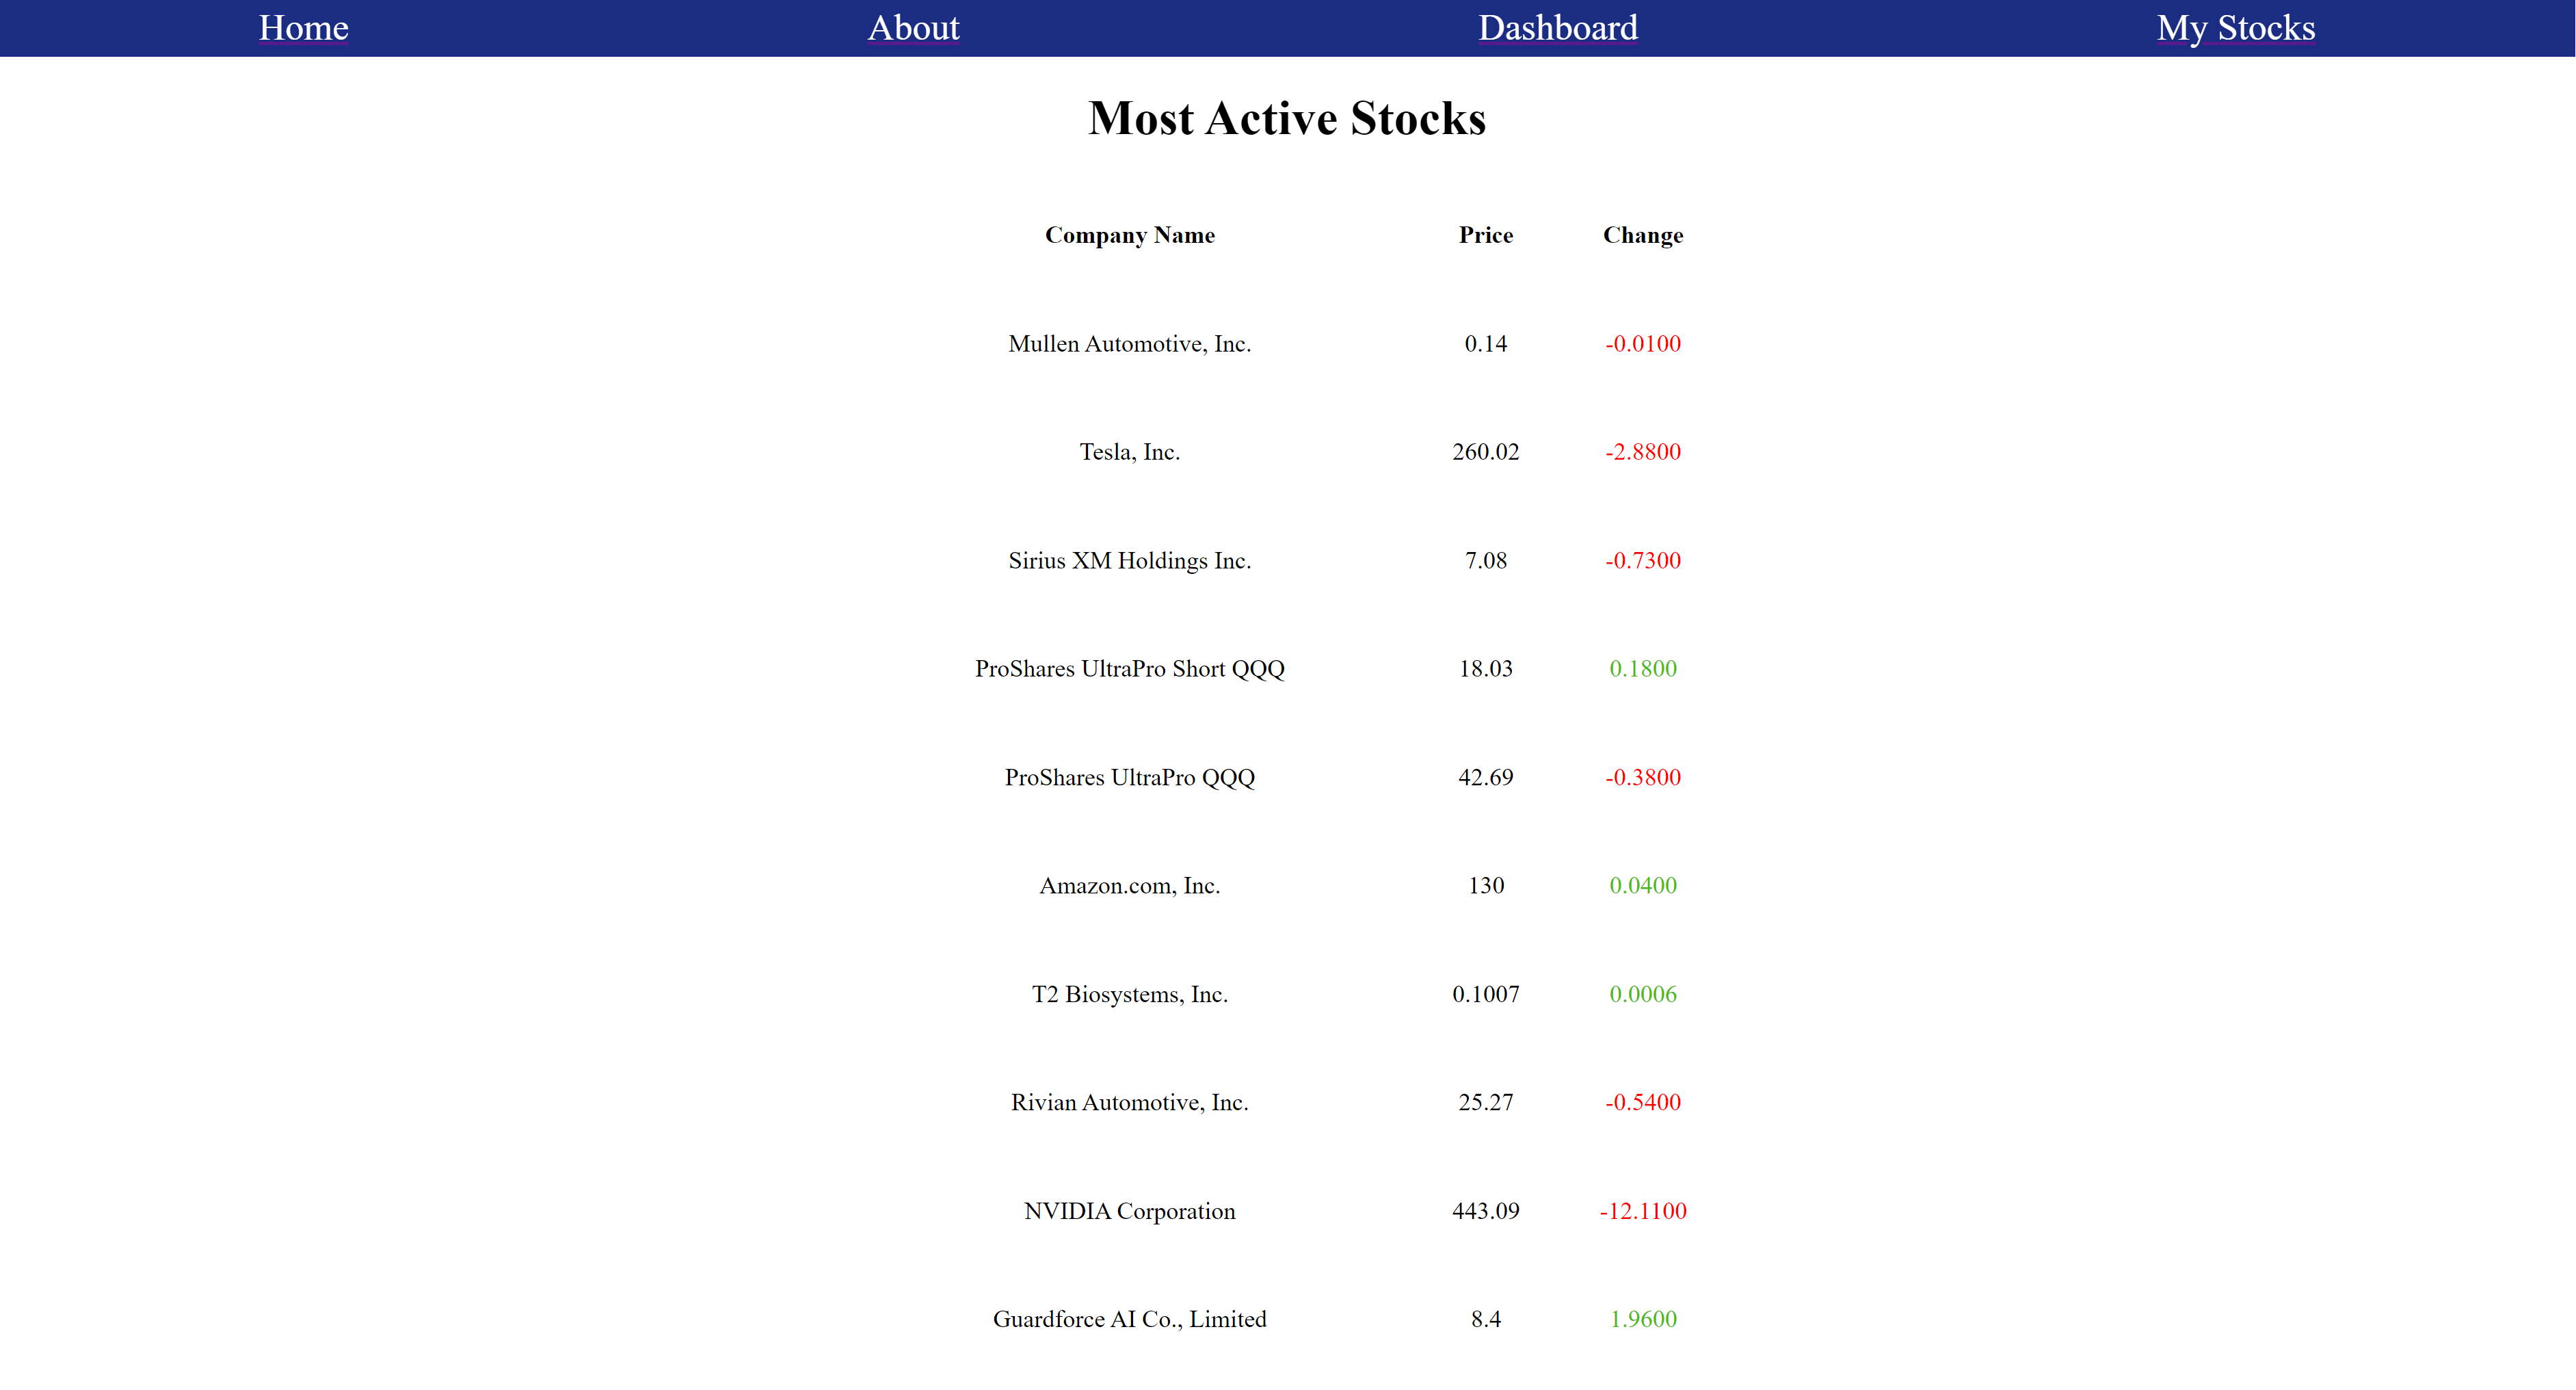 Home About Dashboard My Stocks
Most Active Stocks
Company Name Price Change
Mullen Automotive, Inc. 0.14 -0.0100
Tesla, Inc. 260.02 -2.8800
Sirius XM Holdings Inc. 7.08 -0.7300
ProShares UltraPro Short QQQ 18.03 0.1800
ProShares UltraPro QQQ 42.69 -0.3800
Amazon.com, Inc. 130 0.0400
T2 Biosystems, Inc. 0.1007 0.0006
Rivian Automotive, Inc. 25.27 -0.5400
NVIDIA Corporation 443.09 -12.1100
Guardforce AI Co., Limited 8.4 1.9600